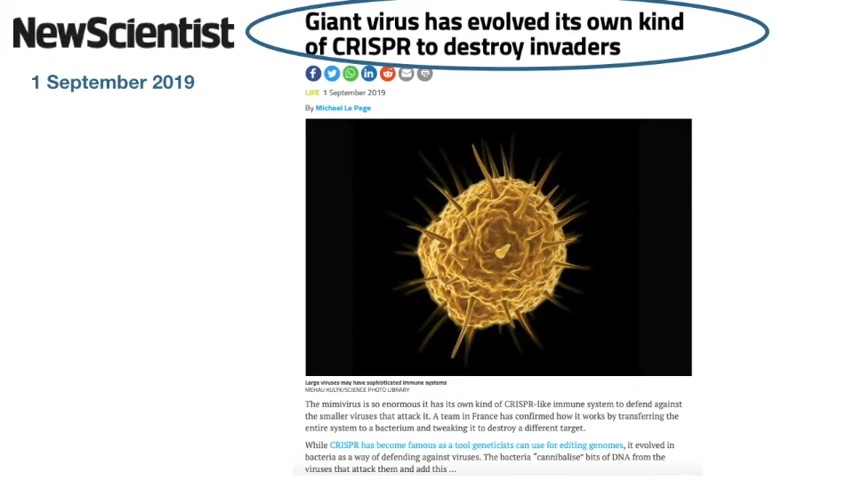 NewScientist
1 September 2019
Giant virus has evolved its own kind
of CRISPR to destroy invaders
LIFE 1 September 2019
By Michael Le Page
Large viruses may have sophisticated immune systems
MEHAU KULYK/SCIENCE PHOTO LIBRARY
The mimivirus is so enormous it has its own kind of CRISPR-like immune system to defend against
the smaller viruses that attack it. A team in France has confirmed how it works by transferring the
entire system to a bacterium and tweaking it to destroy a different target.
While CRISPR has become famous as a tool geneticists can use for editing genomes, it evolved in
bacteria as a way of defending against viruses. The bacteria "cannibalise" bits of DNA from the
viruses that attack them and add this ...